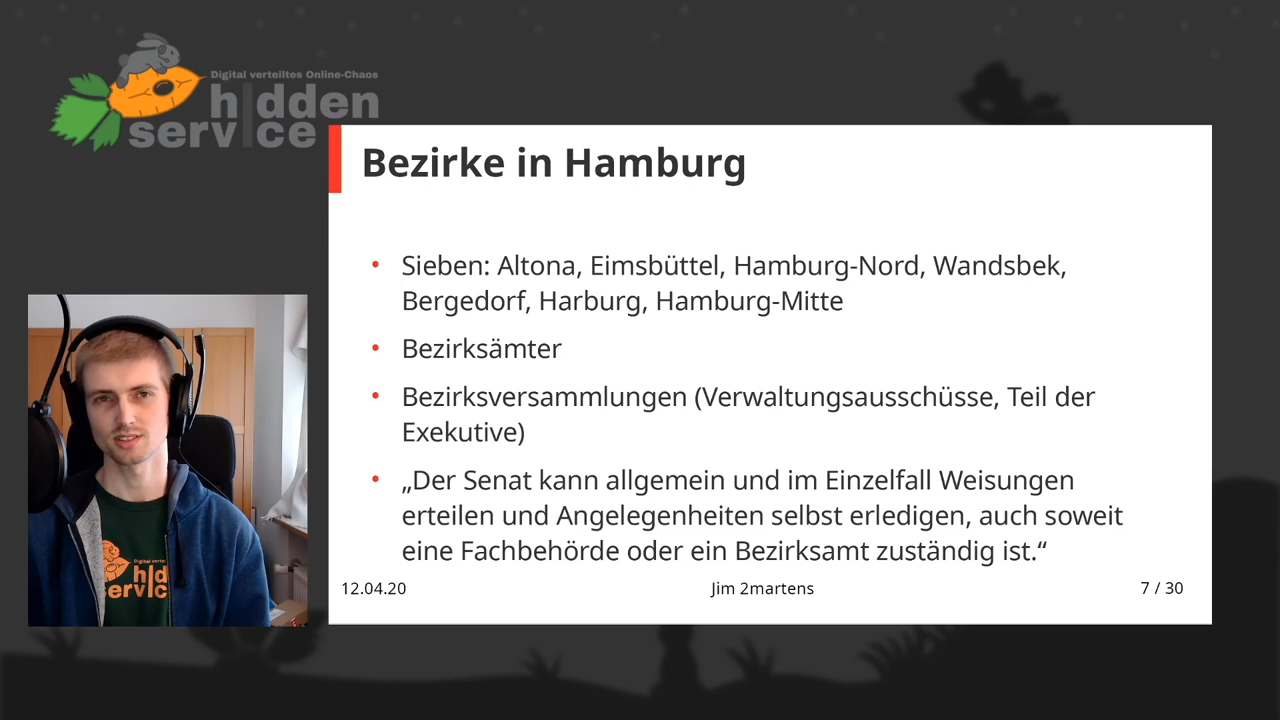 Digital verteiltes Online-Chaos
hidden
service
Bezirke in Hamburg
• Sieben: Altona, Eimsbüttel, Hamburg-Nord, Wandsbek,
Bergedorf, Harburg, Hamburg-Mitte
• Bezirksämter
• Bezirksversammlungen (Verwaltungsausschüsse, Teil der
Exekutive)
• „Der Senat kann allgemein und im Einzelfall Weisungen
erteilen und Angelegenheiten selbst erledigen, auch soweit
eine Fachbehörde oder ein Bezirksamt zuständig ist.“
12.04.20
Jim 2martens
7 / 30